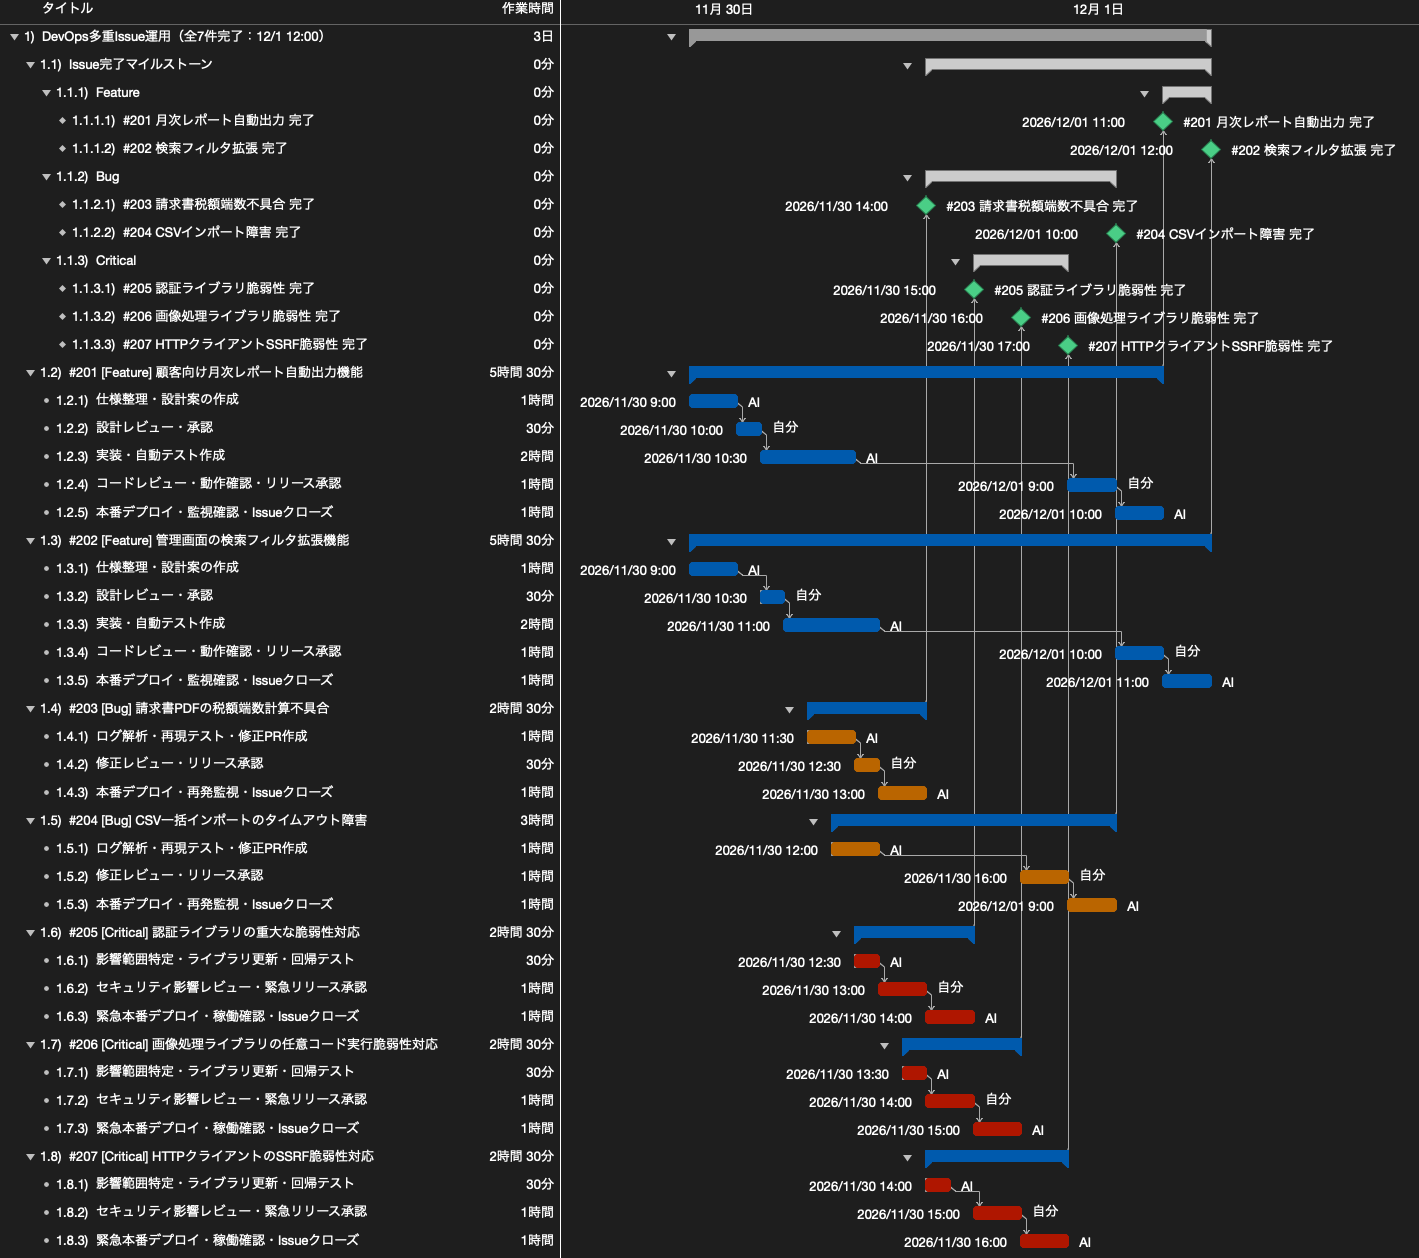 タイトル 作業時間 11月 30日 12月 1日
1) DevOps多重Issue運用（全7件完了：12/1 12:00） 3日
1.1) Issue完了マイルストーン 0分
1.1.1) Feature 0分
1.1.1.1) #201 月次レポート自動出力 完了 0分 2026/12/01 11:00 #201 月次レポート自動出力 完了
1.1.1.2) #202 検索フィルタ拡張 完了 0分 2026/12/01 12:00 #202 検索フィルタ拡張 完了
1.1.2) Bug 0分
1.1.2.1) #203 請求書税額端数不具合 完了 0分 2026/11/30 14:00 #203 請求書税額端数不具合 完了
1.1.2.2) #204 CSVインポート障害 完了 0分 2026/12/01 10:00 #204 CSVインポート障害 完了
1.1.3) Critical 0分
1.1.3.1) #205 認証ライブラリ脆弱性 完了 0分 2026/11/30 15:00 #205 認証ライブラリ脆弱性 完了
1.1.3.2) #206 画像処理ライブラリ脆弱性 完了 0分 2026/11/30 16:00 #206 画像処理ライブラリ脆弱性 完了
1.1.3.3) #207 HTTPクライアントSSRF脆弱性 完了 0分 2026/11/30 17:00 #207 HTTPクライアントSSRF脆弱性 完了
1.2) #201 [Feature] 顧客向け月次レポート自動出力機能 5時間 30分
1.2.1) 仕様整理・設計案の作成 1時間 2026/11/30 9:00 AI
1.2.2) 設計レビュー・承認 30分 2026/11/30 10:00 自分
1.2.3) 実装・自動テスト作成 2時間 2026/11/30 10:30 AI
1.2.4) コードレビュー・動作確認・リリース承認 1時間 2026/12/01 9:00 自分
1.2.5) 本番デプロイ・監視確認・Issueクローズ 1時間 2026/12/01 10:00 AI
1.3) #202 [Feature] 管理画面の検索フィルタ拡張機能 5時間 30分
1.3.1) 仕様整理・設計案の作成 1時間 2026/11/30 9:00 AI
1.3.2) 設計レビュー・承認 30分 2026/11/30 10:30 自分
1.3.3) 実装・自動テスト作成 2時間 2026/11/30 11:00 AI
1.3.4) コードレビュー・動作確認・リリース承認 1時間 2026/12/01 10:00 自分
1.3.5) 本番デプロイ・監視確認・Issueクローズ 1時間 2026/12/01 11:00 AI
1.4) #203 [Bug] 請求書PDFの税額端数計算不具合 2時間 30分
1.4.1) ログ解析・再現テスト・修正PR作成 1時間 2026/11/30 11:30 AI
1.4.2) 修正レビュー・リリース承認 30分 2026/11/30 12:30 自分
1.4.3) 本番デプロイ・再発監視・Issueクローズ 1時間 2026/11/30 13:00 AI
1.5) #204 [Bug] CSV一括インポートのタイムアウト障害 3時間
1.5.1) ログ解析・再現テスト・修正PR作成 1時間 2026/11/30 12:00 AI
1.5.2) 修正レビュー・リリース承認 1時間 2026/11/30 16:00 自分
1.5.3) 本番デプロイ・再発監視・Issueクローズ 1時間 2026/12/01 9:00 AI
1.6) #205 [Critical] 認証ライブラリの重大な脆弱性対応 2時間 30分
1.6.1) 影響範囲特定・ライブラリ更新・回帰テスト 30分 2026/11/30 12:30 AI
1.6.2) セキュリティ影響レビュー・緊急リリース承認 1時間 2026/11/30 13:00 自分
1.6.3) 緊急本番デプロイ・稼働確認・Issueクローズ 1時間 2026/11/30 14:00 AI
1.7) #206 [Critical] 画像処理ライブラリの任意コード実行脆弱性対応 2時間 30分
1.7.1) 影響範囲特定・ライブラリ更新・回帰テスト 30分 2026/11/30 13:30 AI
1.7.2) セキュリティ影響レビュー・緊急リリース承認 1時間 2026/11/30 14:00 自分
1.7.3) 緊急本番デプロイ・稼働確認・Issueクローズ 1時間 2026/11/30 15:00 AI
1.8) #207 [Critical] HTTPクライアントのSSRF脆弱性対応 2時間 30分
1.8.1) 影響範囲特定・ライブラリ更新・回帰テスト 30分 2026/11/30 14:00 AI
1.8.2) セキュリティ影響レビュー・緊急リリース承認 1時間 2026/11/30 15:00 自分
1.8.3) 緊急本番デプロイ・稼働確認・Issueクローズ 1時間 2026/11/30 16:00 AI